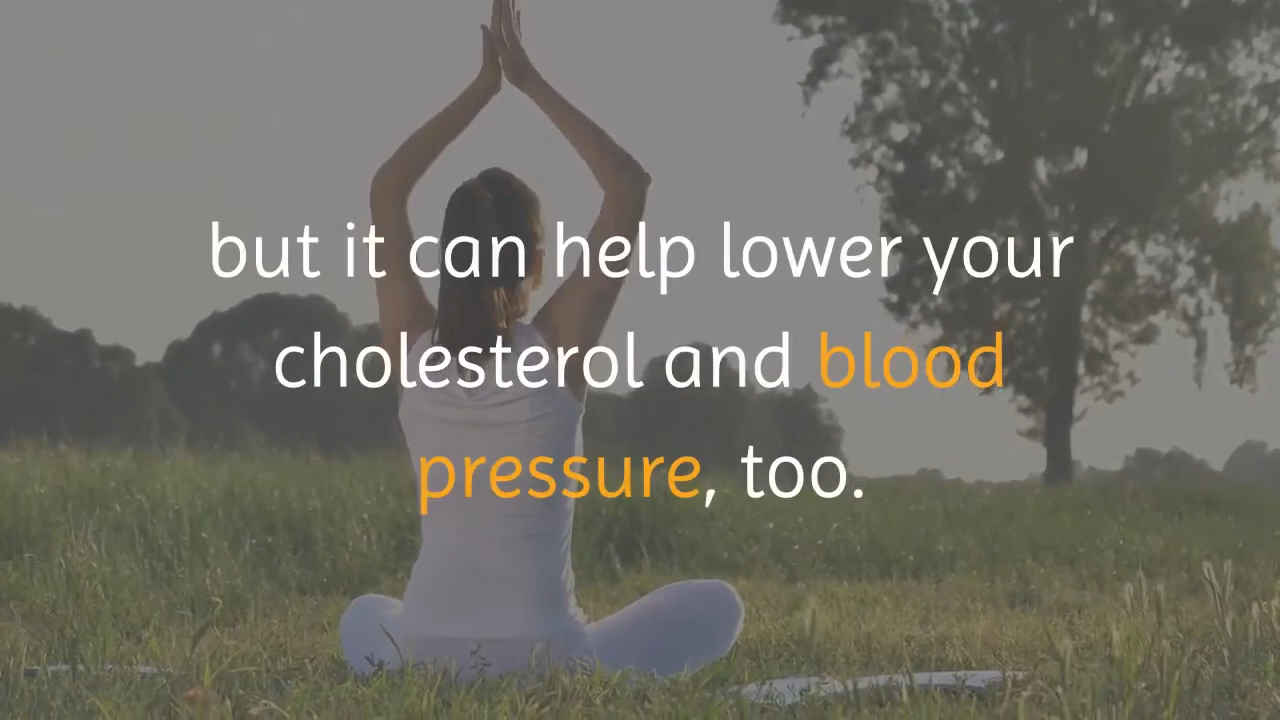 but it can help lower your
cholesterol and blood
pressure, too.